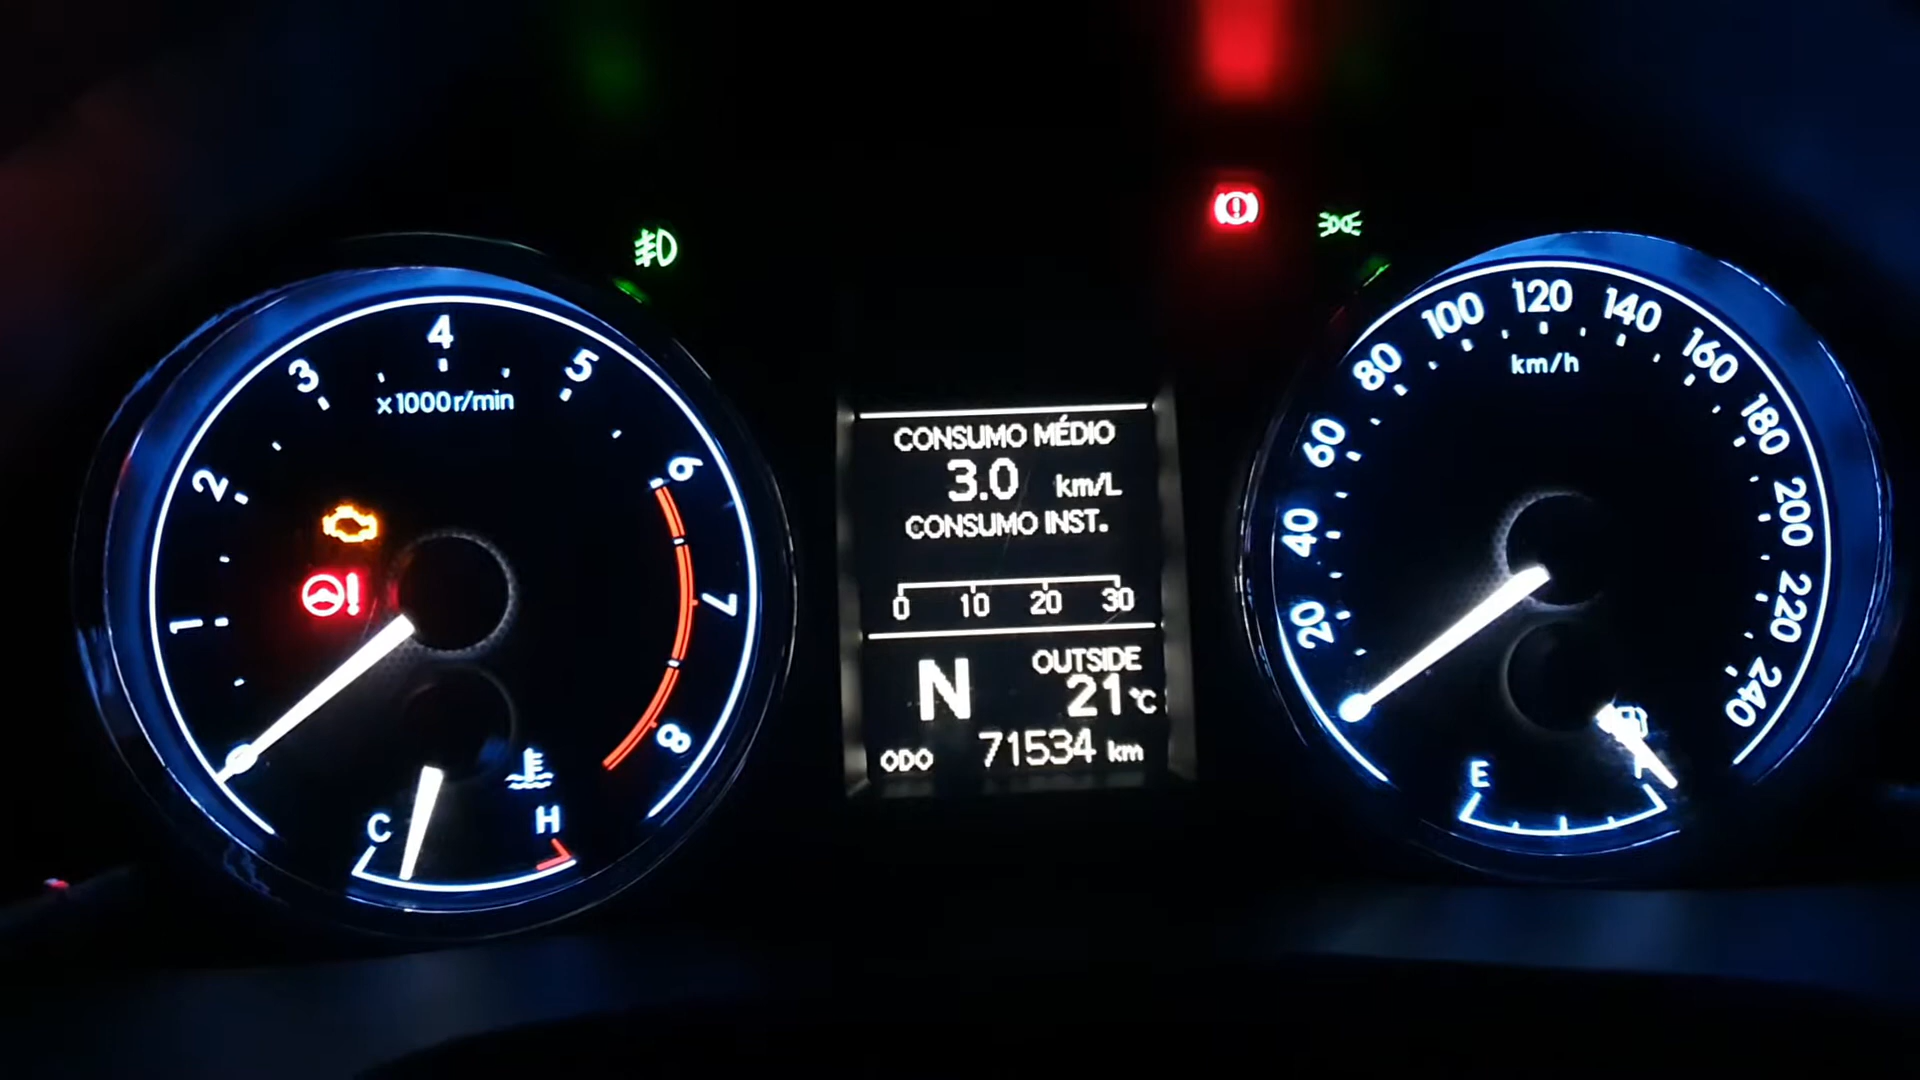 1
2
3
4
5
6
7
8
x1000r/min
C
H
CONSUMO MÉDIO
3.0 km/L
CONSUMO INST.
0 10 20 30
N
OUTSIDE
21°C
ODO 71534 km
20
40
60
80
100
120
140
160
180
200
220
240
km/h
E